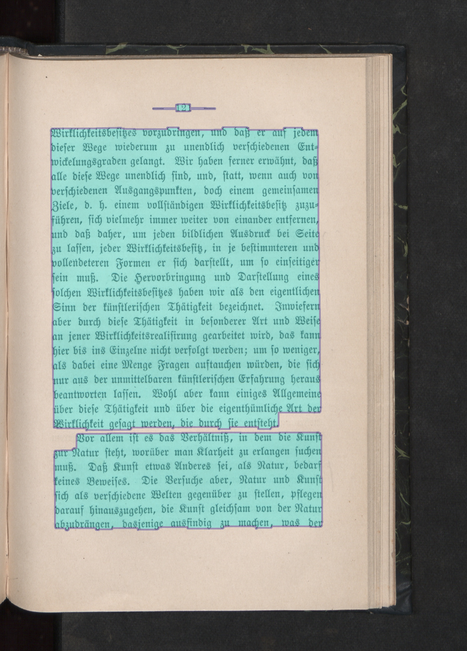 Wirklichkeitsbesitzes vorzudringen, und daß er auf jedem
dieser Wege wiederum zu unendlich verschiedenen Ent-
wickelungsgraden gelangt. Wir haben ferner erwähnt, daß
alle diese Wege unendlich sind, und, statt, wenn auch von
verschiedenen Ausgangspunkten, doch einem gemeinsamen
Ziele, d. h. einem vollständigen Wirklichkeitsbesitz zuzu-
führen, sich vielmehr immer weiter von einander entfernen,
und daß daher, um jeden bildlichen Ausdruck bei Seite
zu lassen, jeder Wirklichkeitsbesitz, in je bestimmteren und
vollendeteren Formen er sich darstellt, um so einseitiger
sein muß. Die Hervorbringung und Darstellung eines
solchen Wirklichkeitsbesitzes haben wir als den eigentlichen
Sinn der künstlerischen Thätigkeit bezeichnet. Inwiefern
aber durch diese Thätigkeit in besonderer Art und Weise
an jener Wirklichkeitsrealisirung gearbeitet wird, das kann
hier bis ins Einzelne nicht verfolgt werden; um so weniger,
als dabei eine Menge Fragen auftauchen würden, die sich
nur aus der unmittelbaren künstlerischen Erfahrung heraus
beantworten lassen. Wohl aber kann einiges Allgemeine
über diese Thätigkeit und über die eigenthümliche Art der
Wirklichkeit gesagt werden, die durch sie entsteht.
Vor allem ist es das Verhältniß, in dem die Kunst
zur Natur steht, worüber man Klarheit zu erlangen suchen
muß. Daß Kunst etwas Anderes sei, als Natur, bedarf
keines Beweises. Die Versuche aber, Natur und Kunst
sich als verschiedene Welten gegenüber zu stellen, pflegen
darauf hinauszugehen, die Kunst gleichsam von der Natur
abzudrängen, dasjenige ausfindig zu machen, was der